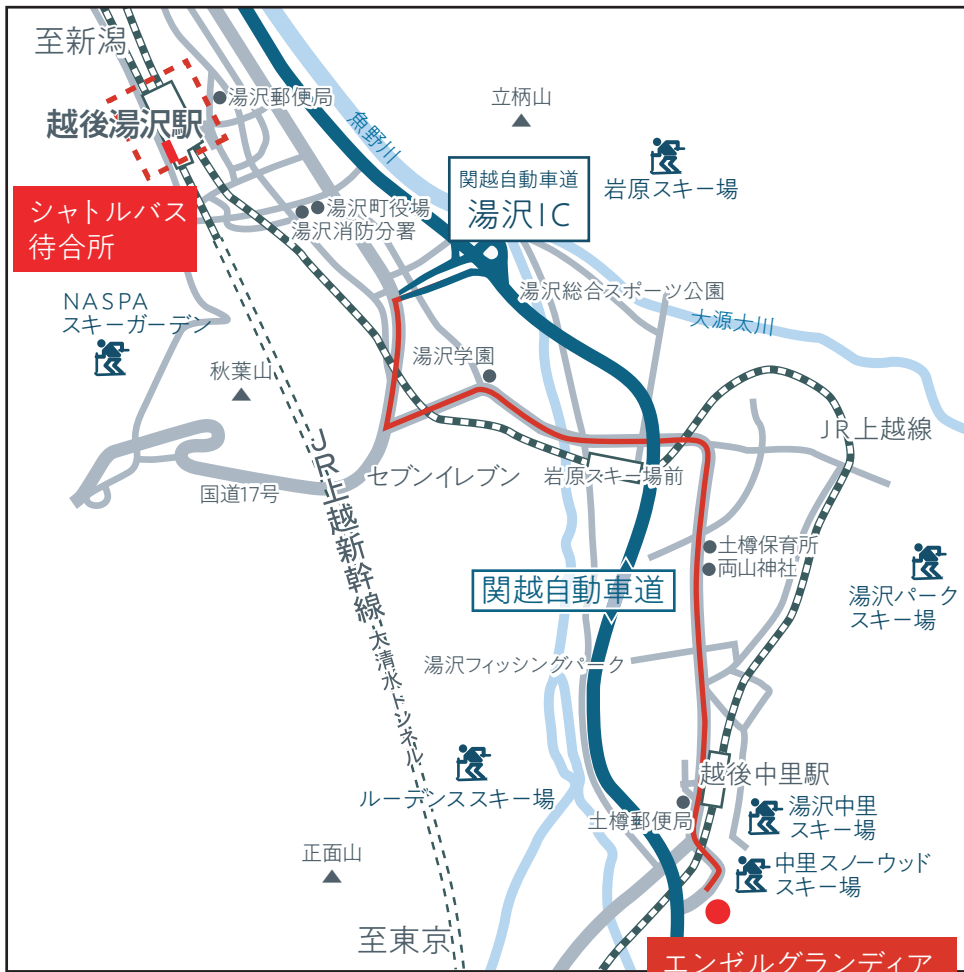 至新潟
湯沢郵便局
越後湯沢駅
シャトルバス
待合所
立柄山
魚野川
岩原スキー場
関越自動車道
湯沢IC
湯沢町役場
湯沢消防分署
湯沢総合スポーツ公園
大源太川
NASPA
スキーガーデン
秋葉山
湯沢学園
JR上越線
国道17号
セブンイレブン
岩原スキー場前
JR上越新幹線
大清水トンネル
土樽保育所
両山神社
関越自動車道
湯沢パーク
スキー場
湯沢フィッシングパーク
ルーデンススキー場
越後中里駅
土樽郵便局
湯沢中里
スキー場
中里スノーウッド
スキー場
正面山
至東京
エンゼルグランディア